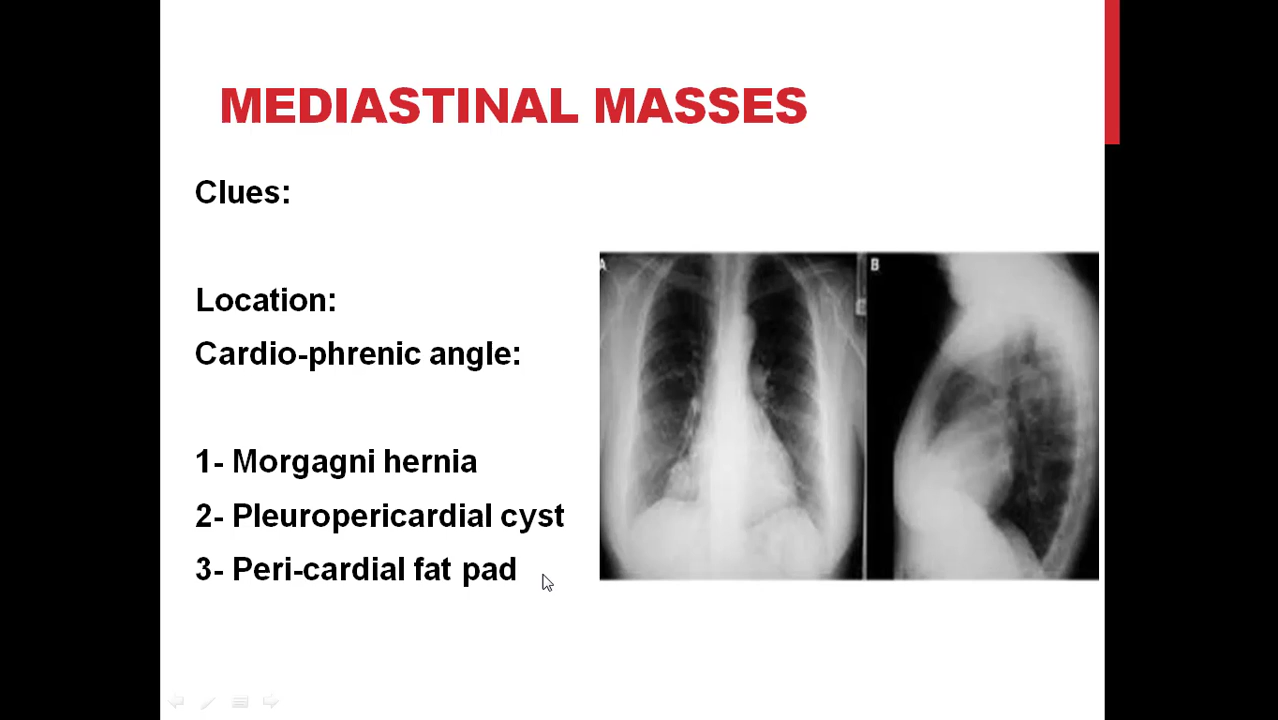 MEDIASTINAL MASSES
Clues:
Location:
Cardio-phrenic angle:
1- Morgagni hernia
2- Pleuropericardial cyst
3- Peri-cardial fat pad
A
B